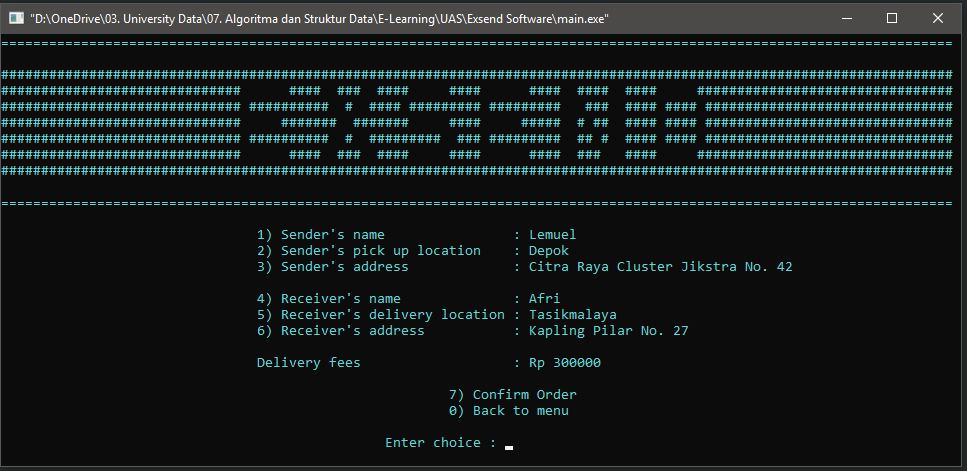 "D:\OneDrive\03. University Data\07. Algoritma dan Struktur Data\E-Learning\UAS\Exsend Software\main.exe"
EXSEND
1) Sender's name : Lemuel
2) Sender's pick up location : Depok
3) Sender's address : Citra Raya Cluster Jikstra No. 42
4) Receiver's name : Afri
5) Receiver's delivery location : Tasikmalaya
6) Receiver's address : Kapling Pilar No. 27
Delivery fees : Rp 300000
7) Confirm Order
0) Back to menu
Enter choice :